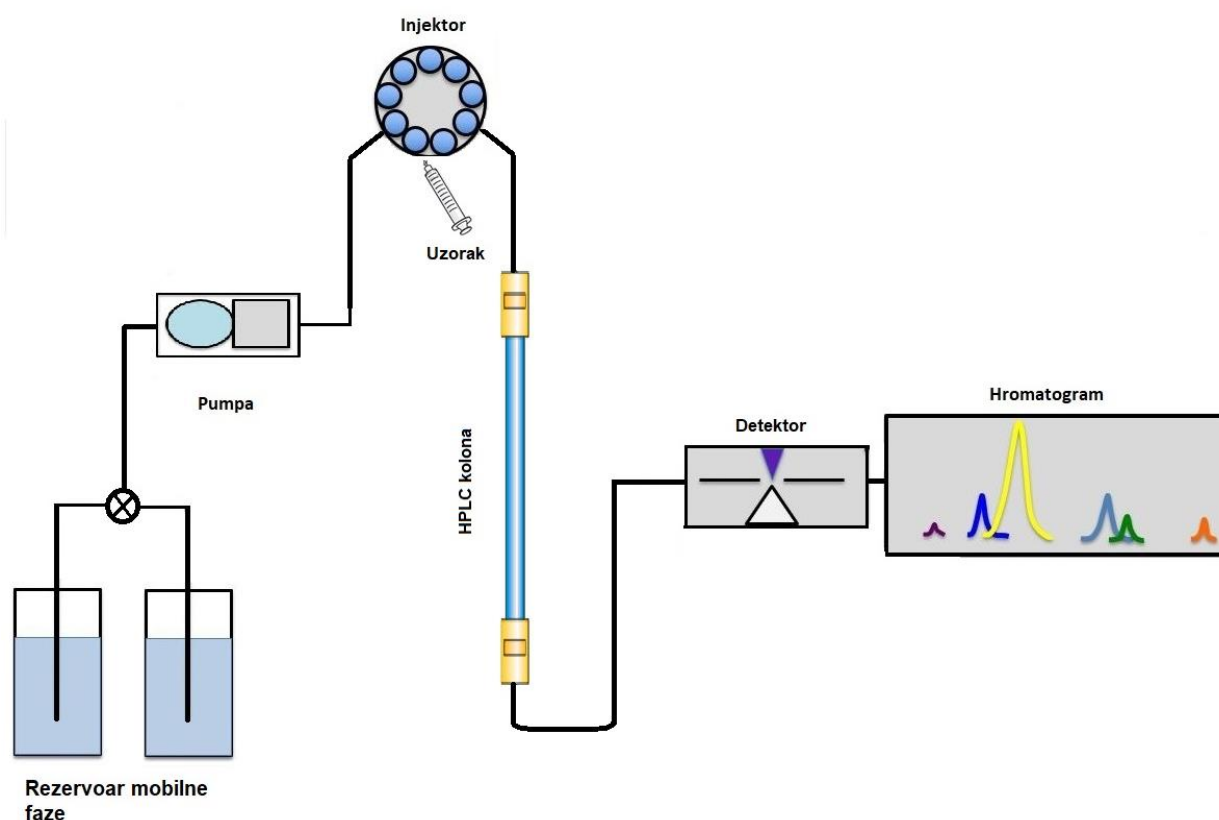 Injektor
Uzorak
Pumpa
HPLC kolona
Detektor
Hromatogram
Rezervoar mobilne
faze